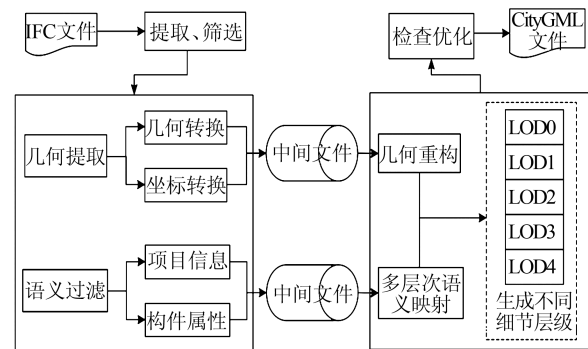 IFC文件
提取、筛选
检查优化
CityGML
文件
几何提取
几何转换
坐标转换
中间文件
几何重构
LOD0
LOD1
LOD2
LOD3
LOD4
语义过滤
项目信息
构件属性
中间文件
多层次语
义映射
生成不同
细节层级